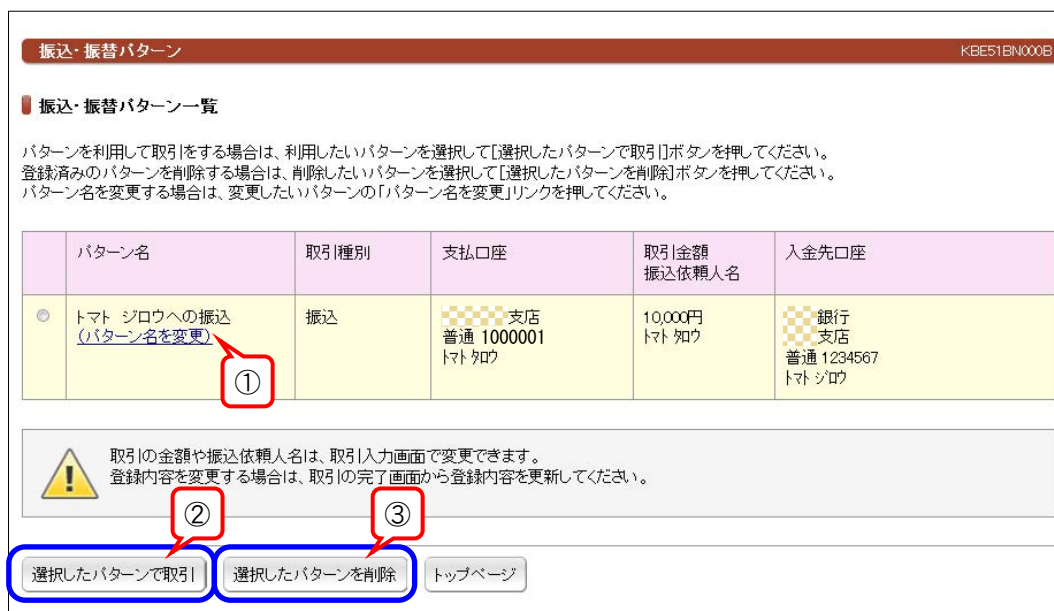 振込・振替パターン KBE51BN000B
振込・振替パターン一覧
パターンを利用して取引をする場合は、利用したいパターンを選択して[選択したパターンで取引]ボタンを押してください。
登録済みのパターンを削除する場合は、削除したいパターンを選択して[選択したパターンを削除]ボタンを押してください。
パターン名を変更する場合は、変更したいパターンの「パターン名を変更」リンクを押してください。
パターン名 取引種別 支払口座 取引金額 入金先口座
振込依頼人名
トマト ジロウへの振込 振込 支店 10,000円 銀行
(パターン名を変更) 普通 1000001 トマト タロウ 支店
トマト タロウ 普通 1234567
① トマト ジロウ
取引の金額や振込依頼人名は、取引入力画面で変更できます。
登録内容を変更する場合は、取引の完了画面から登録内容を更新してください。
② ③
選択したパターンで取引 選択したパターンを削除 トップページ